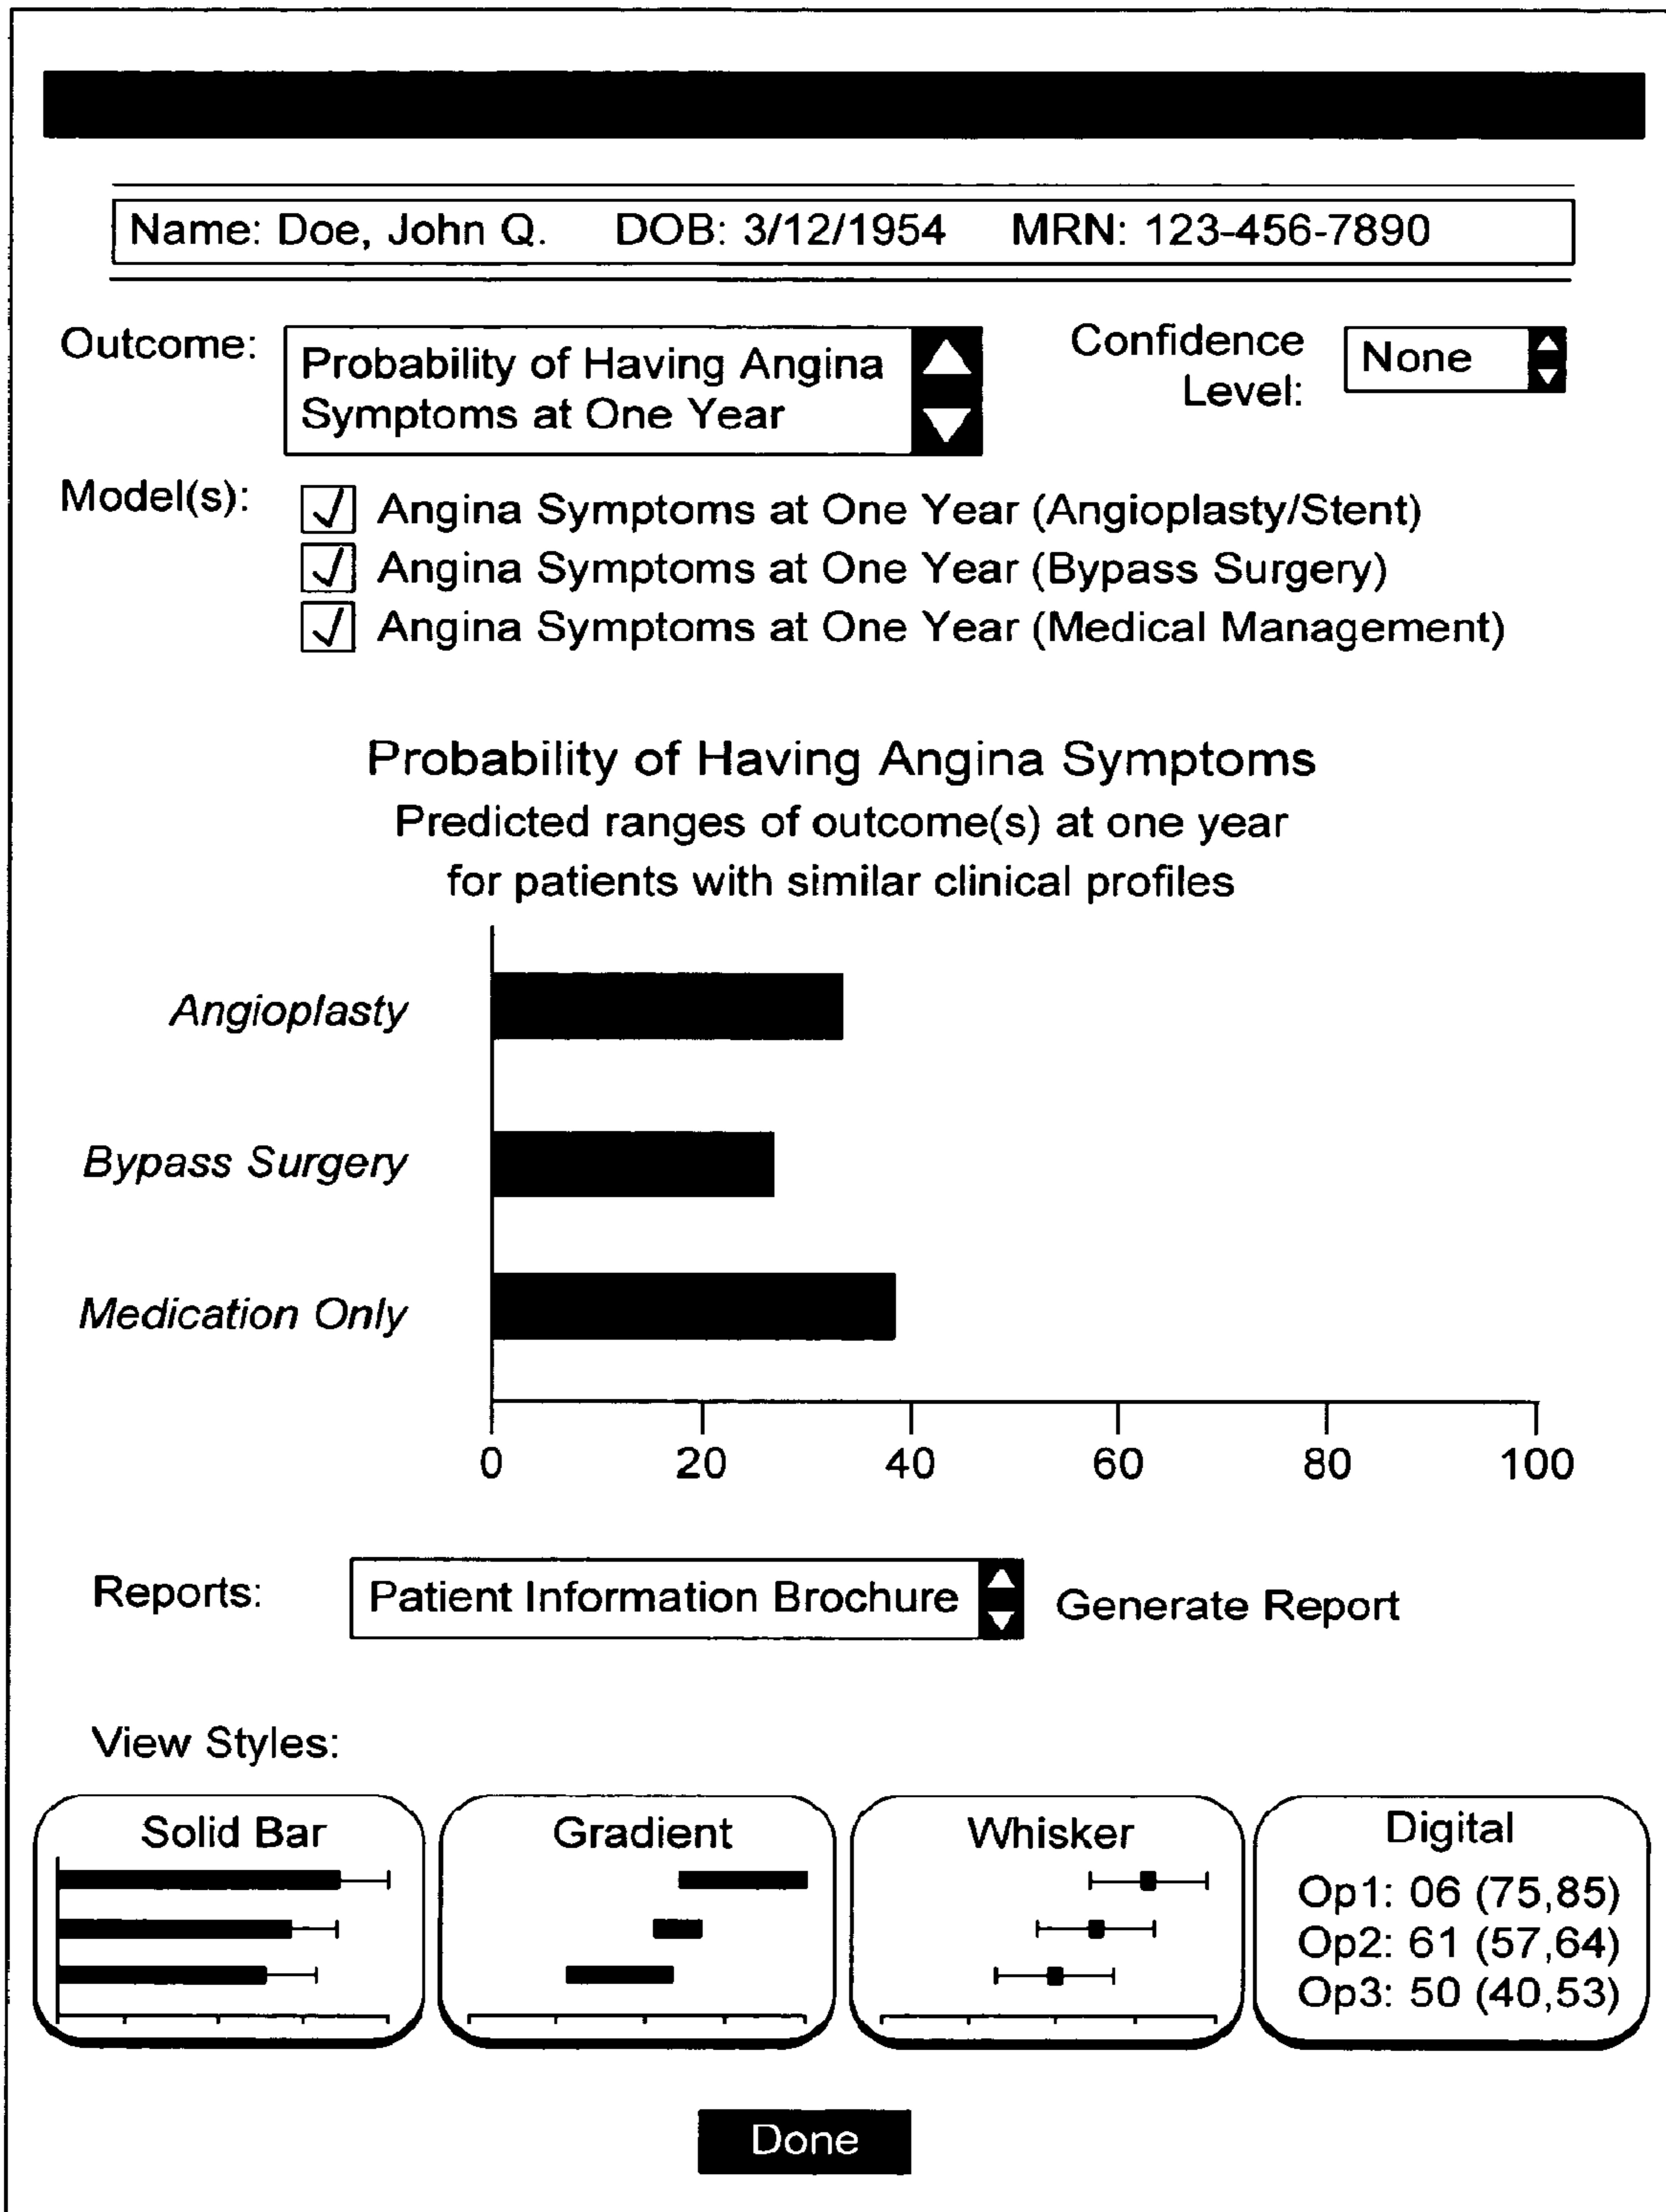 Name: Doe, John Q. DOB: 3/12/1954 MRN: 123-456-7890
Outcome: Probability of Having Angina
Symptoms at One Year
Confidence
Level: None
Model(s): Angina Symptoms at One Year (Angioplasty/Stent)
Angina Symptoms at One Year (Bypass Surgery)
Angina Symptoms at One Year (Medical Management)
Probability of Having Angina Symptoms
Predicted ranges of outcome(s) at one year
for patients with similar clinical profiles
Angioplasty
Bypass Surgery
Medication Only
0 20 40 60 80 100
Reports: Patient Information Brochure Generate Report
View Styles:
Solid Bar
Gradient
Whisker
Digital
Op1: 06 (75,85)
Op2: 61 (57,64)
Op3: 50 (40,53)
Done